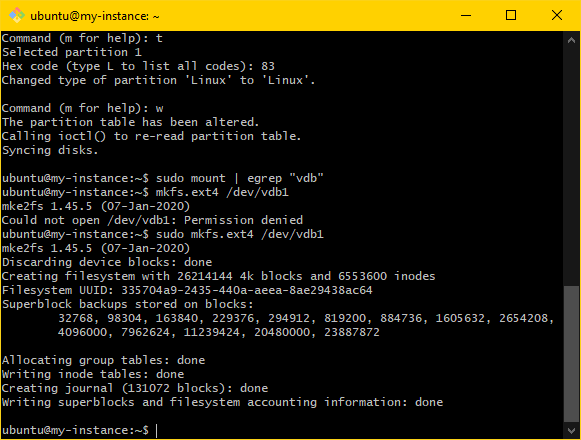 ubuntu@my-instance: ~
Command (m for help): t
Selected partition 1
Hex code (type L to list all codes): 83
Changed type of partition 'Linux' to 'Linux'.
Command (m for help): w
The partition table has been altered.
Calling ioctl() to re-read partition table.
Syncing disks.
ubuntu@my-instance:~$ sudo mount | egrep "vdb"
ubuntu@my-instance:~$ mkfs.ext4 /dev/vdb1
mke2fs 1.45.5 (07-Jan-2020)
Could not open /dev/vdb1: Permission denied
ubuntu@my-instance:~$ sudo mkfs.ext4 /dev/vdb1
mke2fs 1.45.5 (07-Jan-2020)
Discarding device blocks: done
Creating filesystem with 26214144 4k blocks and 6553600 inodes
Filesystem UUID: 335704a9-2435-440a-aeea-8ae29438ac64
Superblock backups stored on blocks:
32768, 98304, 163840, 229376, 294912, 819200, 884736, 1605632, 2654208,
4096000, 7962624, 11239424, 20480000, 23887872
Allocating group tables: done
Writing inode tables: done
Creating journal (131072 blocks): done
Writing superblocks and filesystem accounting information: done
ubuntu@my-instance:~$